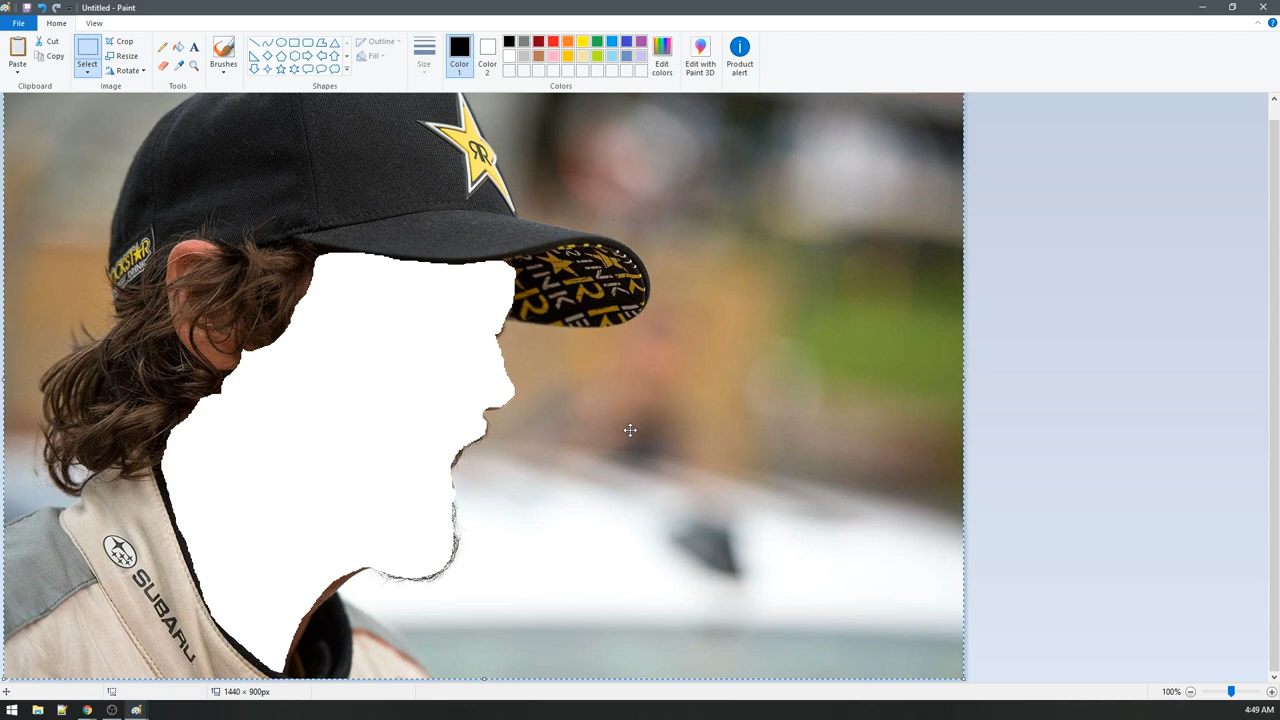 Untitled - Paint
File
Home
View
Paste
Cut
Copy
Clipboard
Select
Crop
Resize
Rotate
Image
Tools
Brushes
Outline
Fill
Shapes
Size
Color
1
Color
2
Edit
colors
Edit with
Paint 3D
Product
alert
Colors
ROCKSTAR
SUBARU
1440 × 900px
100%
4:49 AM